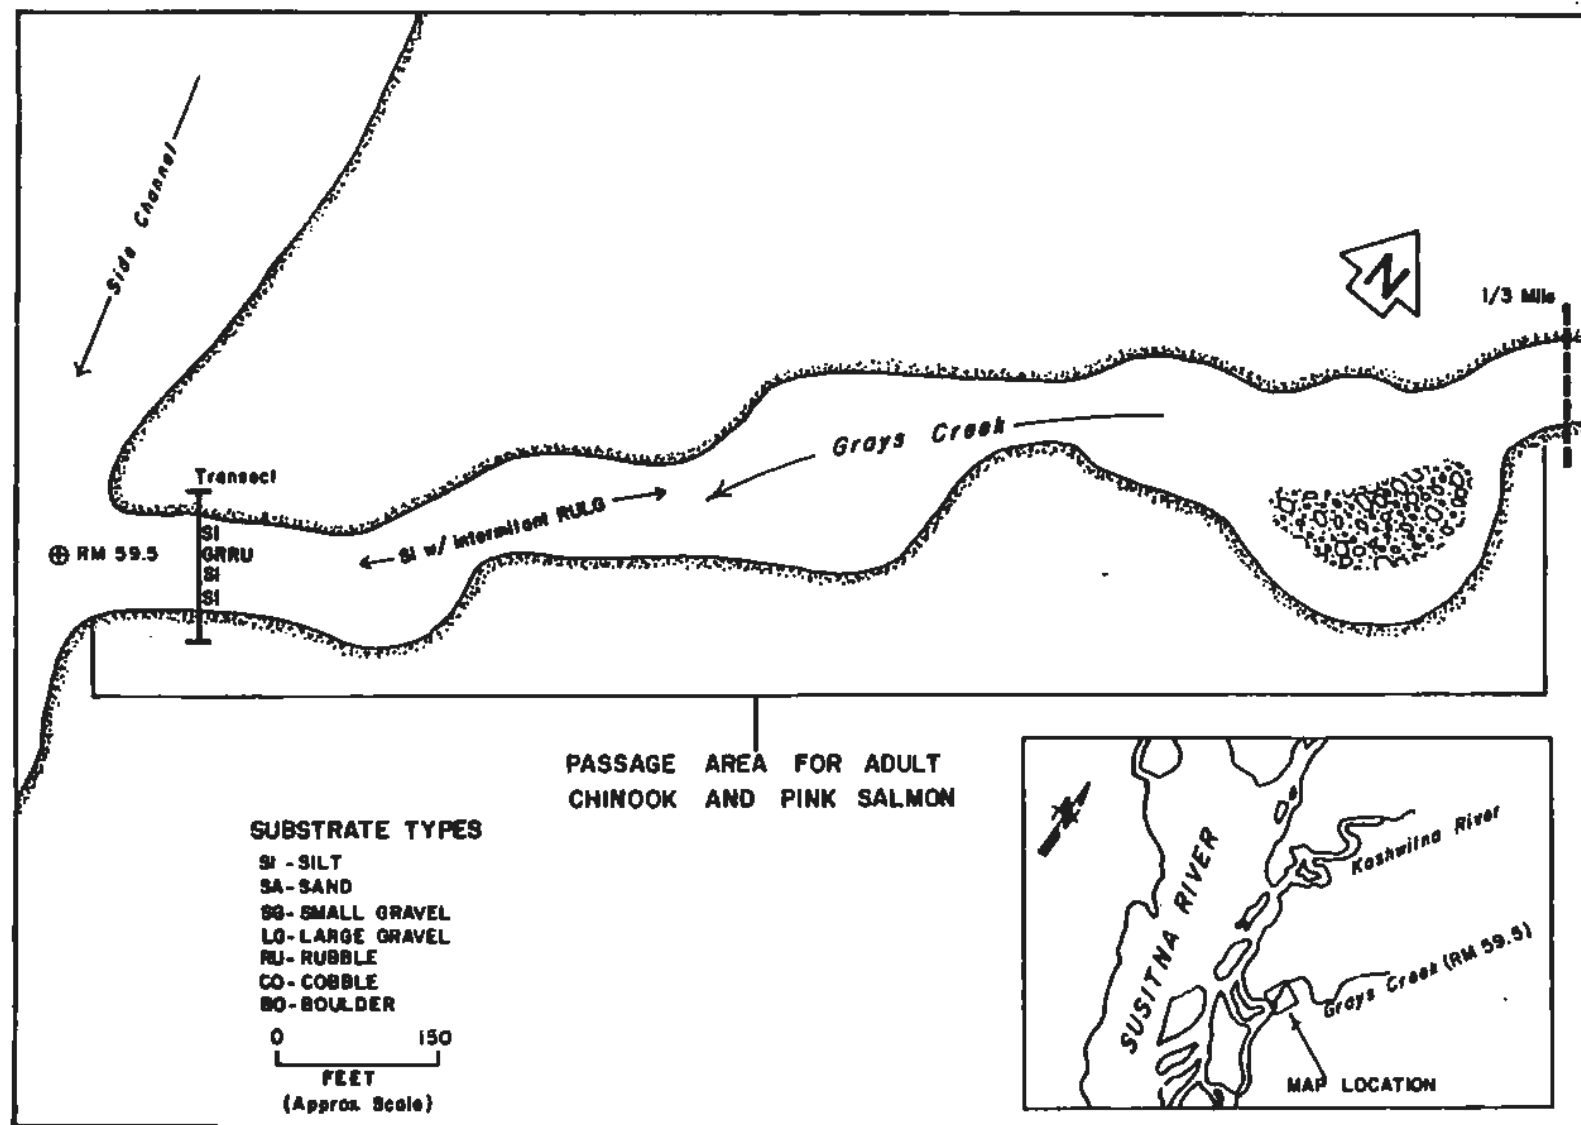 Side Channel
N
1/3 Mile
Grays Creek
Transect
SI w/ intermitant RULG
SI
⊕ RM 59.5
GRRU
SI
SI
PASSAGE AREA FOR ADULT
CHINOOK AND PINK SALMON
SUBSTRATE TYPES
SI - SILT
SA - SAND
SG - SMALL GRAVEL
LG - LARGE GRAVEL
RU - RUBBLE
CO - COBBLE
BO - BOULDER
0 150
FEET
(Approx. Scale)
SUSITNA RIVER
Kashwitna River
Grays Creek (RM 59.5)
MAP LOCATION